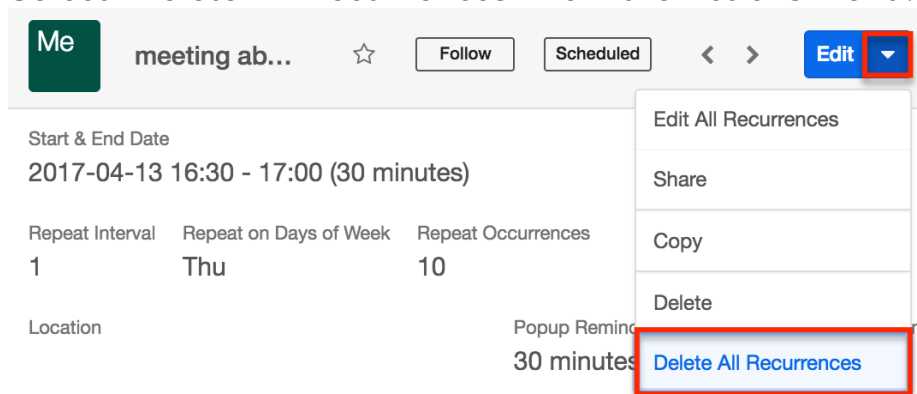 Me
meeting ab...
Follow
Scheduled
Edit
Edit All Recurrences
Start & End Date
2017-04-13 16:30 - 17:00 (30 minutes)
Share
Repeat Interval Repeat on Days of Week Repeat Occurrences
1 Thu 10
Copy
Delete
Location
Popup Remin
30 minutes
Delete All Recurrences